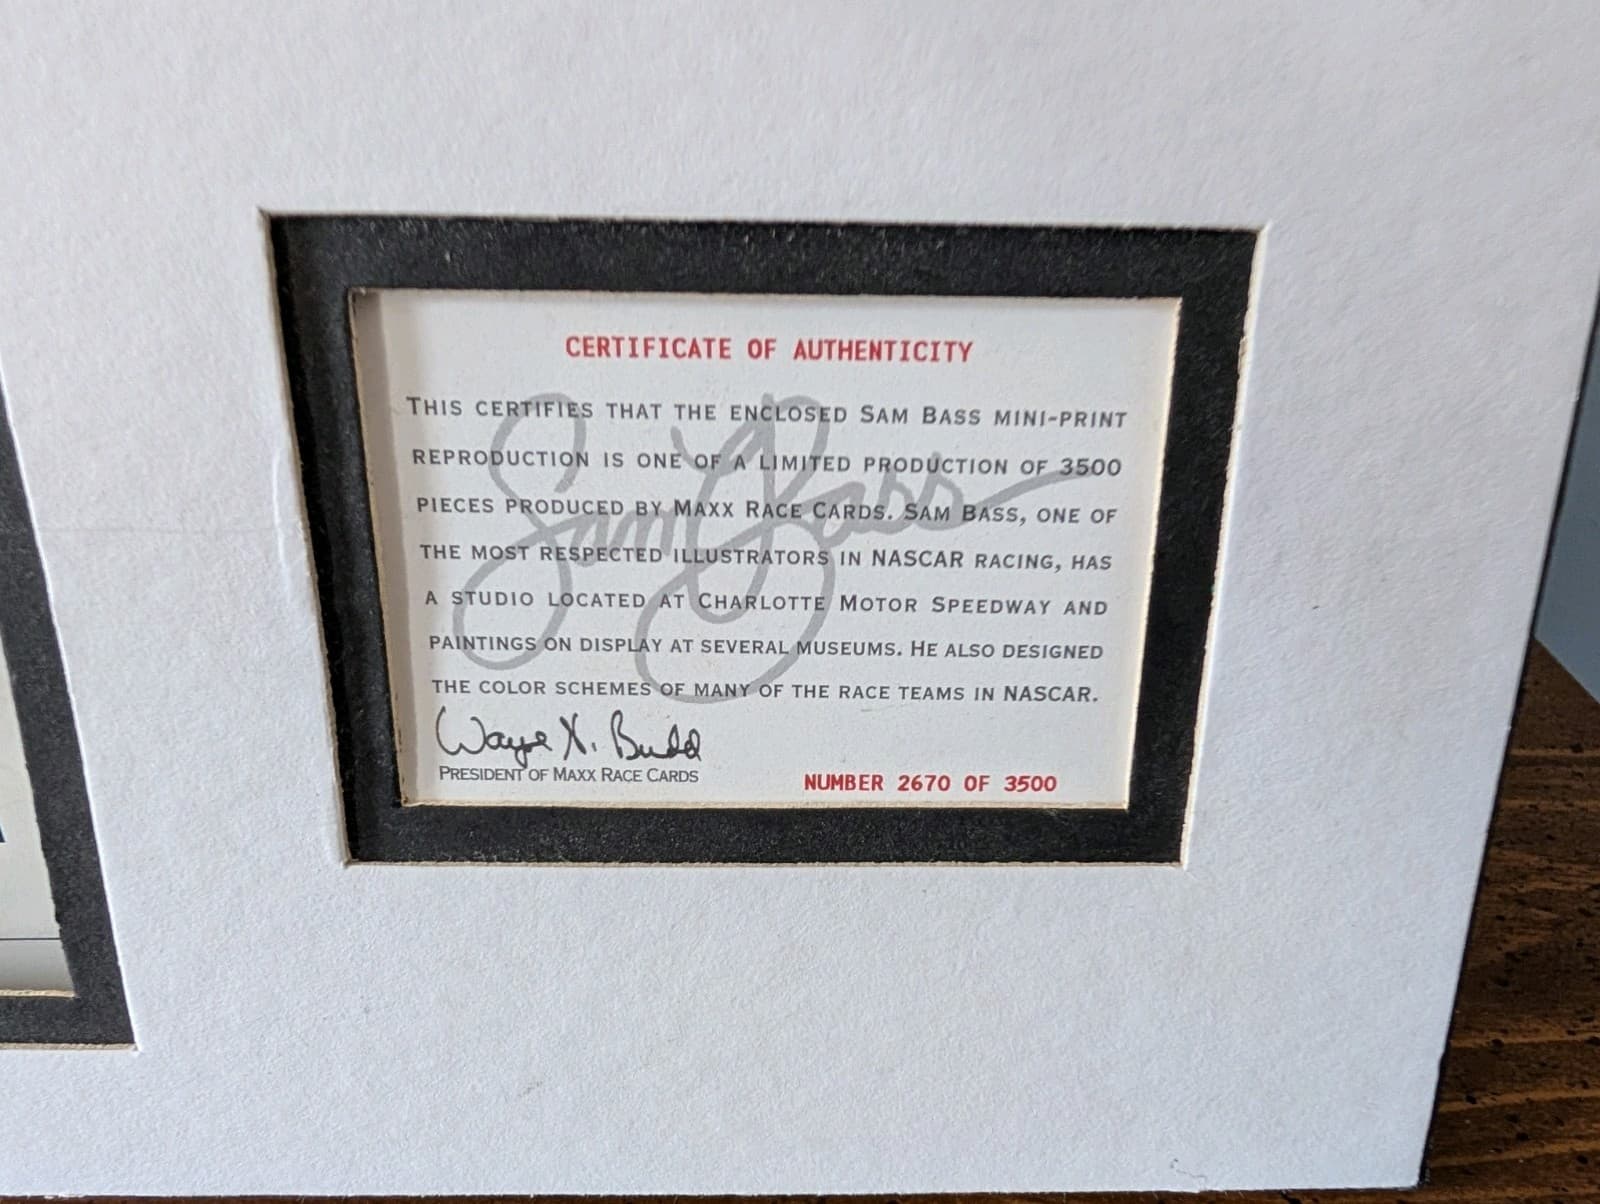 CERTIFICATE OF AUTHENTICITY
THIS CERTIFIES THAT THE ENCLOSED SAM BASS MINI-PRINT
REPRODUCTION IS ONE OF A LIMITED PRODUCTION OF 3500
PIECES PRODUCED BY MAXX RACE CARDS. SAM BASS, ONE OF
THE MOST RESPECTED ILLUSTRATORS IN NASCAR RACING, HAS
A STUDIO LOCATED AT CHARLOTTE MOTOR SPEEDWAY AND
PAINTINGS ON DISPLAY AT SEVERAL MUSEUMS. HE ALSO DESIGNED
THE COLOR SCHEMES OF MANY OF THE RACE TEAMS IN NASCAR.
Sam Bass
Wayne X. Budd
PRESIDENT OF MAXX RACE CARDS
NUMBER 2670 OF 3500